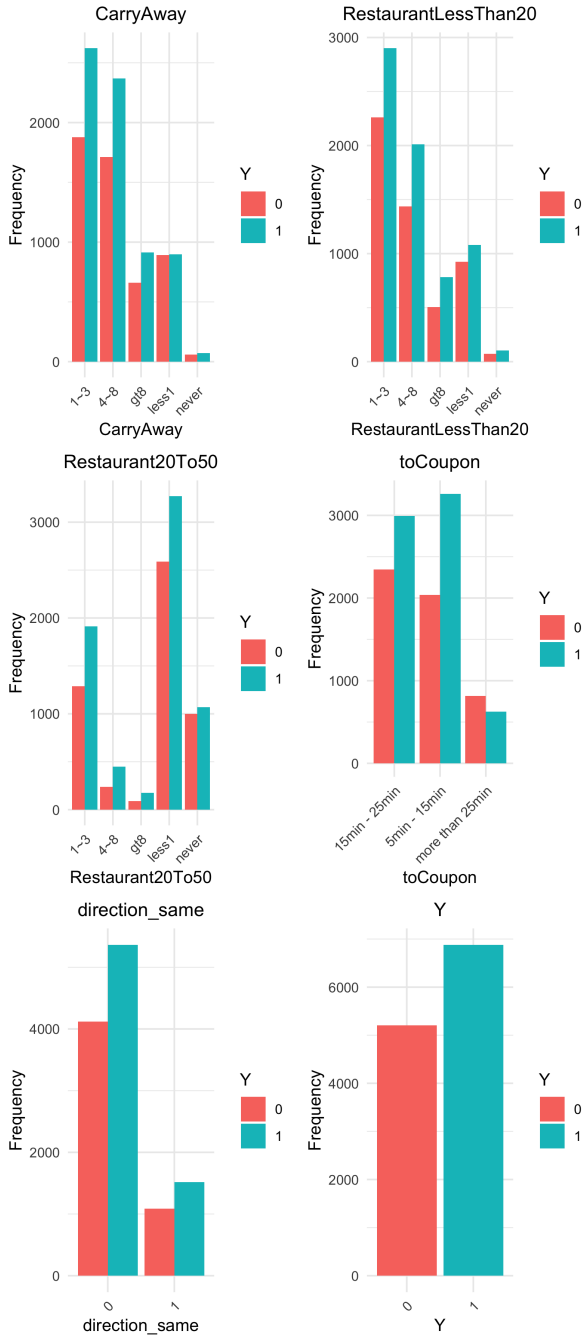 CarryAway
Frequency
2000
1000
0
1~3
4~8
gt8
less1
never
CarryAway
Y
0
1
RestaurantLessThan20
Frequency
3000
2000
1000
0
1~3
4~8
gt8
less1
never
RestaurantLessThan20
Y
0
1
Restaurant20To50
Frequency
3000
2000
1000
0
1~3
4~8
gt8
less1
never
Restaurant20To50
Y
0
1
toCoupon
Frequency
3000
2000
1000
0
15min - 25min
5min - 15min
more than 25min
toCoupon
Y
0
1
direction_same
Frequency
4000
2000
0
0
1
direction_same
Y
0
1
Y
Frequency
6000
4000
2000
0
0
1
Y
Y
0
1